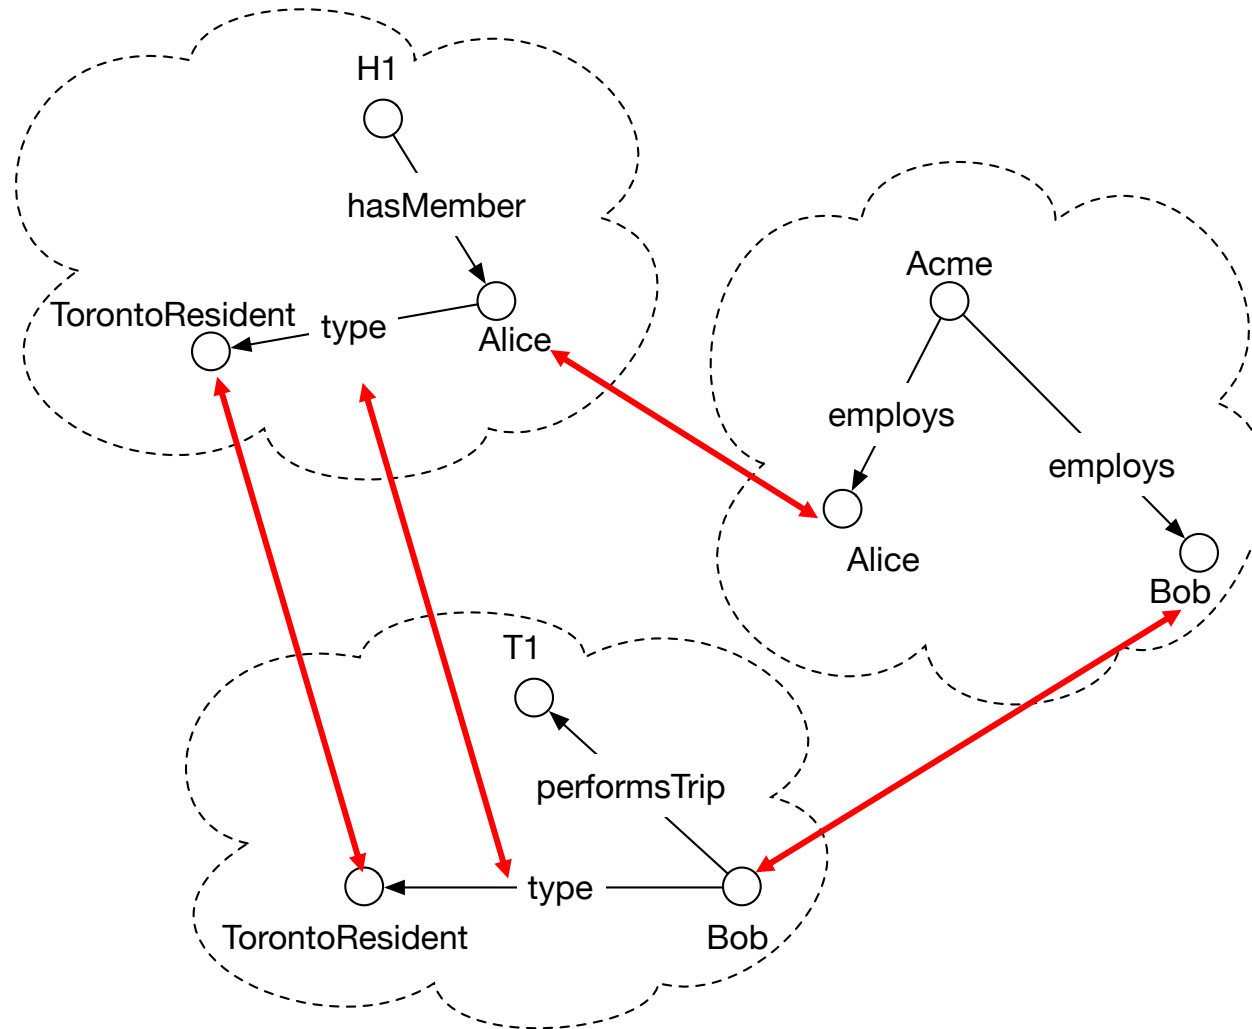 H1
hasMember
TorontoResident
type
Alice
Acme
employs
employs
Alice
Bob
T1
performsTrip
type
TorontoResident
Bob